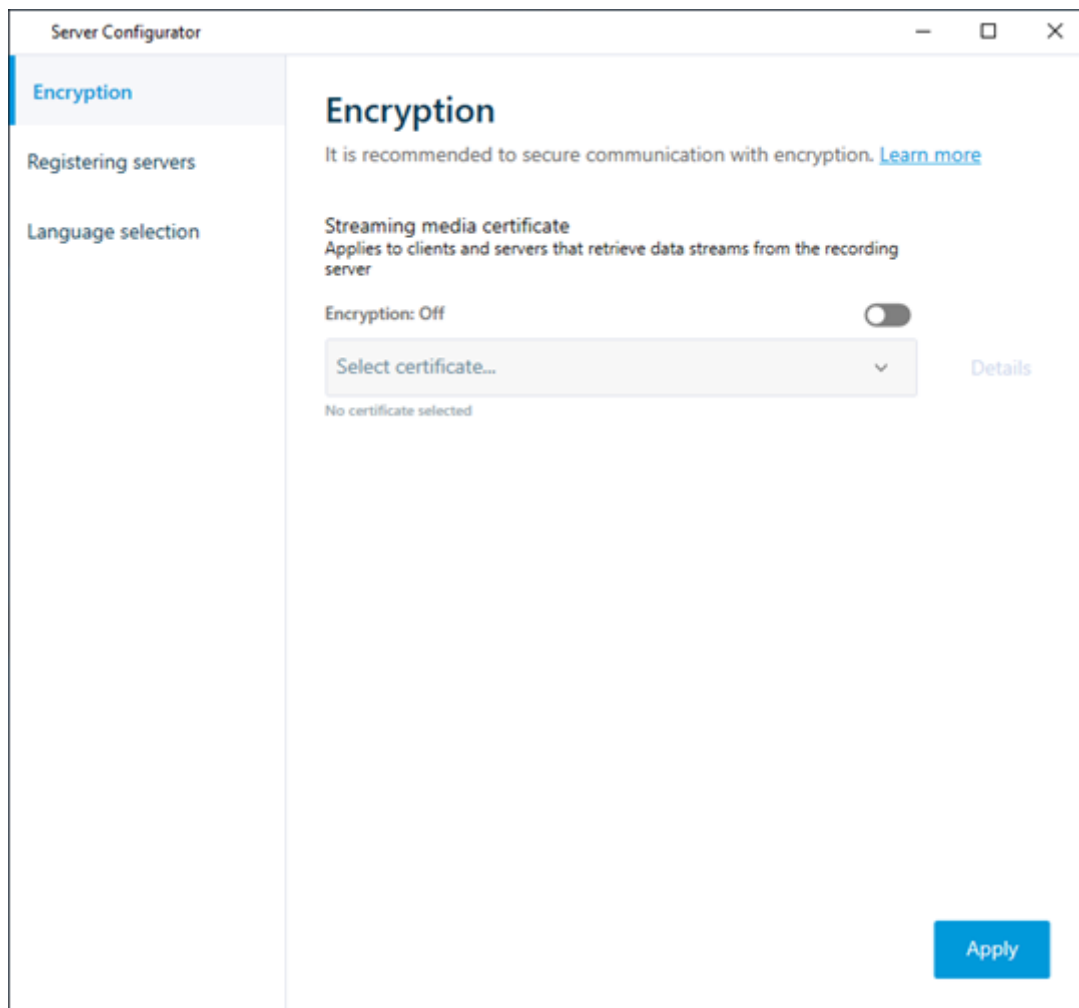 Server Configurator
Encryption
Registering servers
Language selection
Encryption
It is recommended to secure communication with encryption. Learn more
Streaming media certificate
Applies to clients and servers that retrieve data streams from the recording
server
Encryption: Off
Select certificate...
Details
No certificate selected
Apply